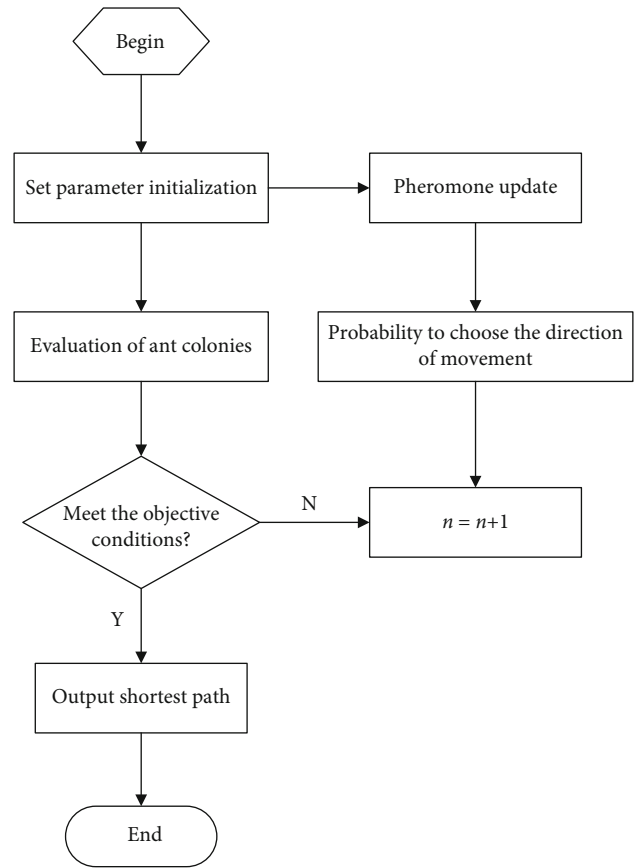 Begin
Set parameter initialization
Pheromone update
Evaluation of ant colonies
Probability to choose the direction
of movement
Meet the objective
conditions?
N
n = n+1
Y
Output shortest path
End